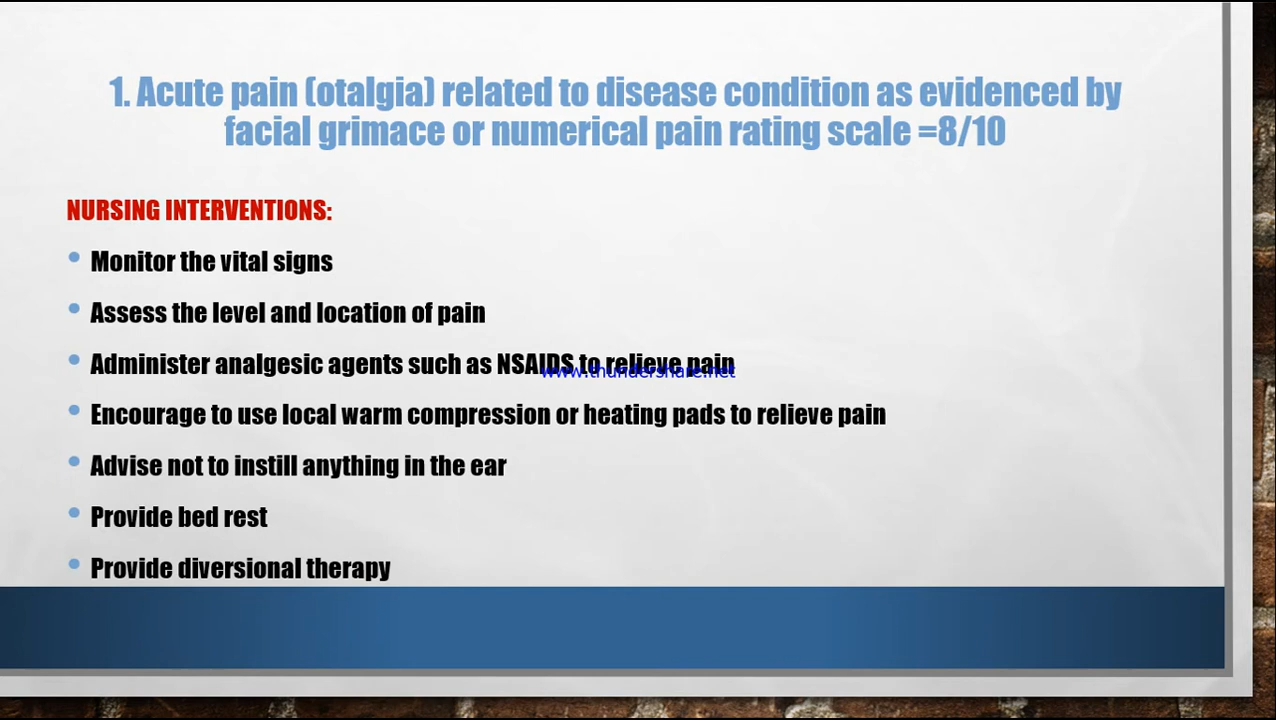 1. Acute pain (otalgia) related to disease condition as evidenced by
facial grimace or numerical pain rating scale =8/10
NURSING INTERVENTIONS:
• Monitor the vital signs
• Assess the level and location of pain
• Administer analgesic agents such as NSAIDS to relieve pain
www.thundershare.net
• Encourage to use local warm compression or heating pads to relieve pain
• Advise not to instill anything in the ear
• Provide bed rest
• Provide diversional therapy